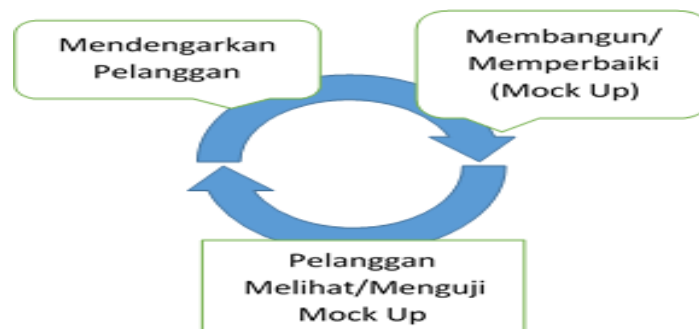 Mendengarkan
Pelanggan
Membangun/
Memperbaiki
(Mock Up)
Pelanggan
Melihat/Menguji
Mock Up